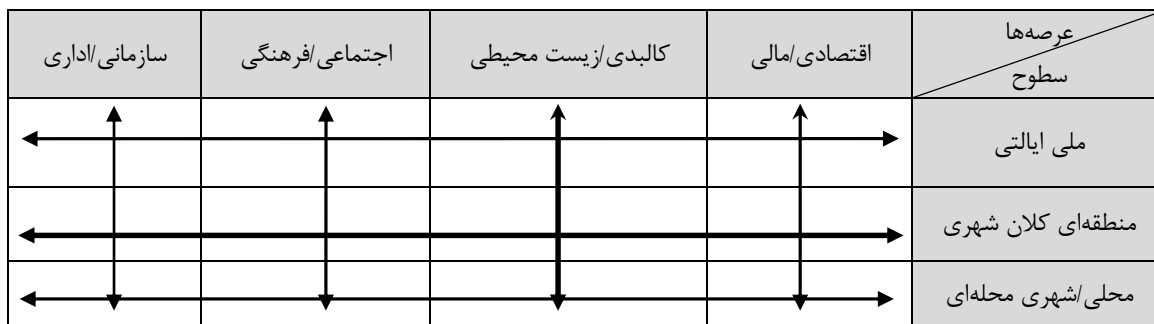 عرصه‌ها
سطوح
اقتصادی/مالی
کالبدی/زیست محیطی
اجتماعی/فرهنگی
سازمانی/اداری
ملی ایالتی
منطقه‌ای کلان شهری
محلی/شهری محله‌ای